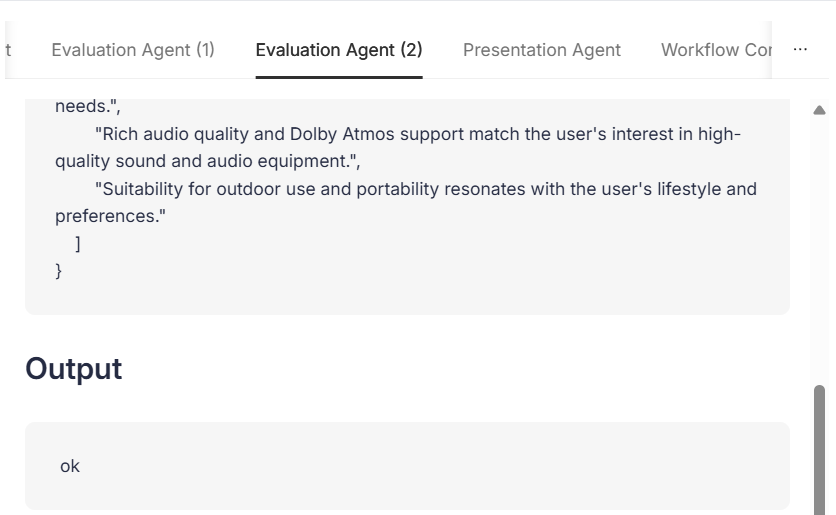 t Evaluation Agent (1) Evaluation Agent (2) Presentation Agent Workflow Cor ...
needs.",
"Rich audio quality and Dolby Atmos support match the user's interest in high-
quality sound and audio equipment.",
"Suitability for outdoor use and portability resonates with the user's lifestyle and
preferences."
]
}
Output
ok